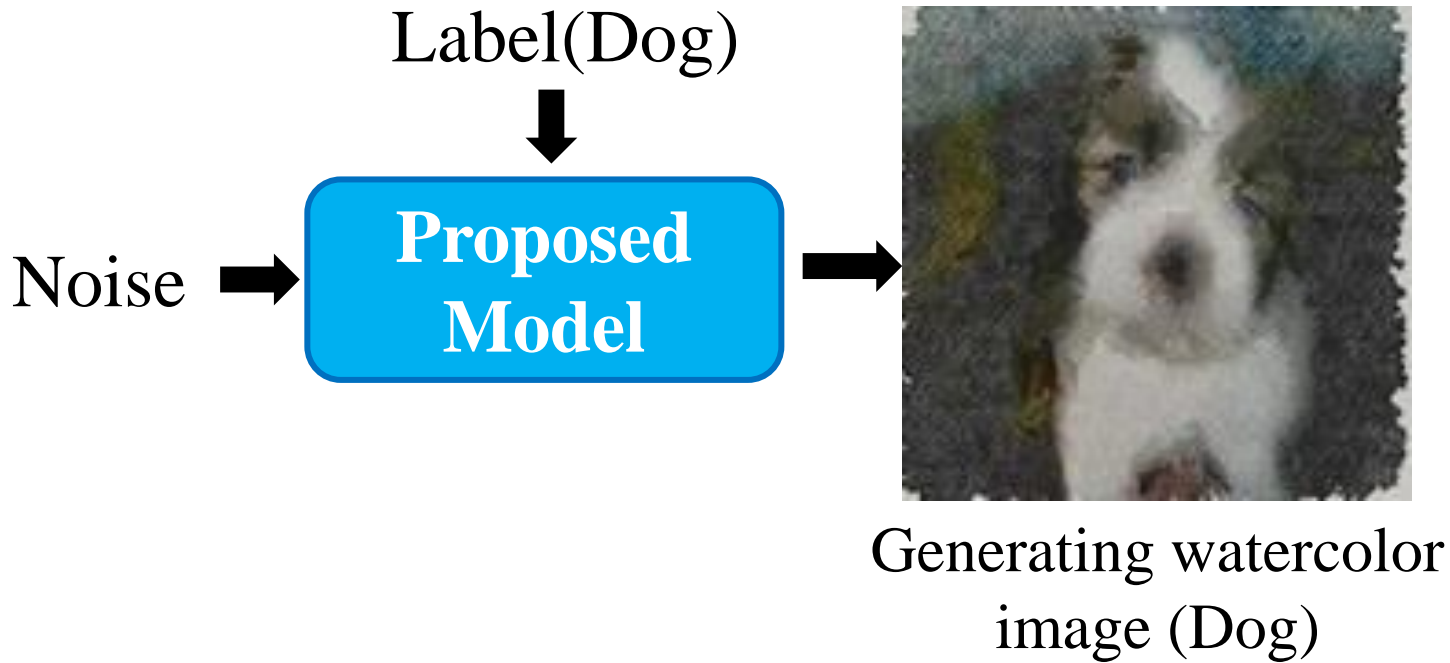 Label(Dog)
Noise
Proposed
Model
Generating watercolor
image (Dog)